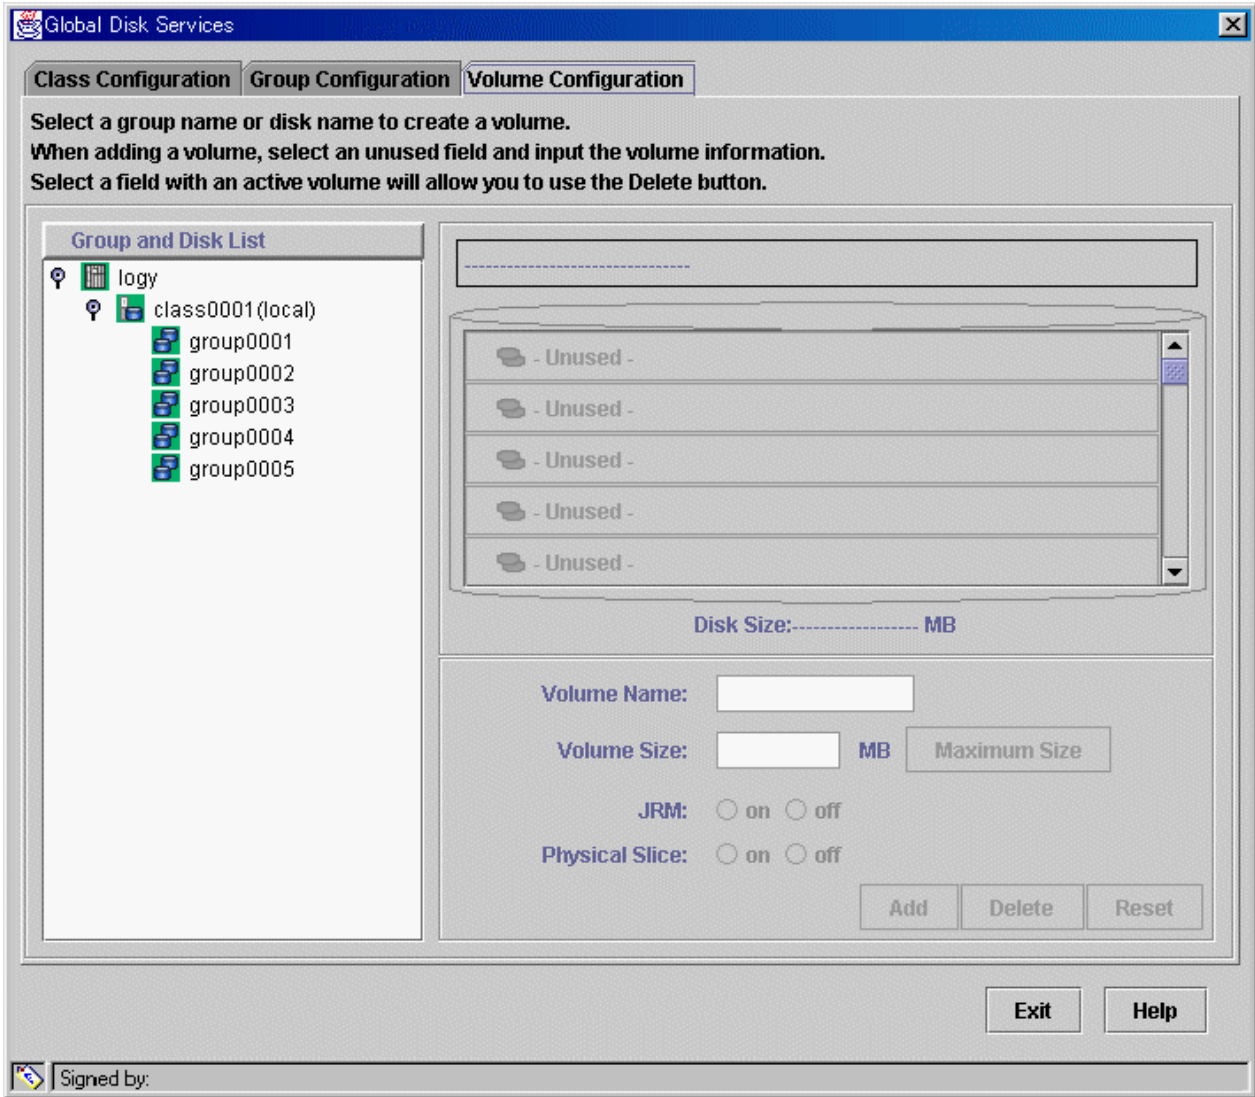 Global Disk Services
Class Configuration Group Configuration Volume Configuration
Select a group name or disk name to create a volume.
When adding a volume, select an unused field and input the volume information.
Select a field with an active volume will allow you to use the Delete button.
Group and Disk List
logy
class0001(local)
group0001
group0002
group0003
group0004
group0005
-------------------------------
- Unused -
- Unused -
- Unused -
- Unused -
- Unused -
Disk Size:------------------ MB
Volume Name:
Volume Size: MB Maximum Size
JRM: on off
Physical Slice: on off
Add Delete Reset
Exit Help
Signed by: